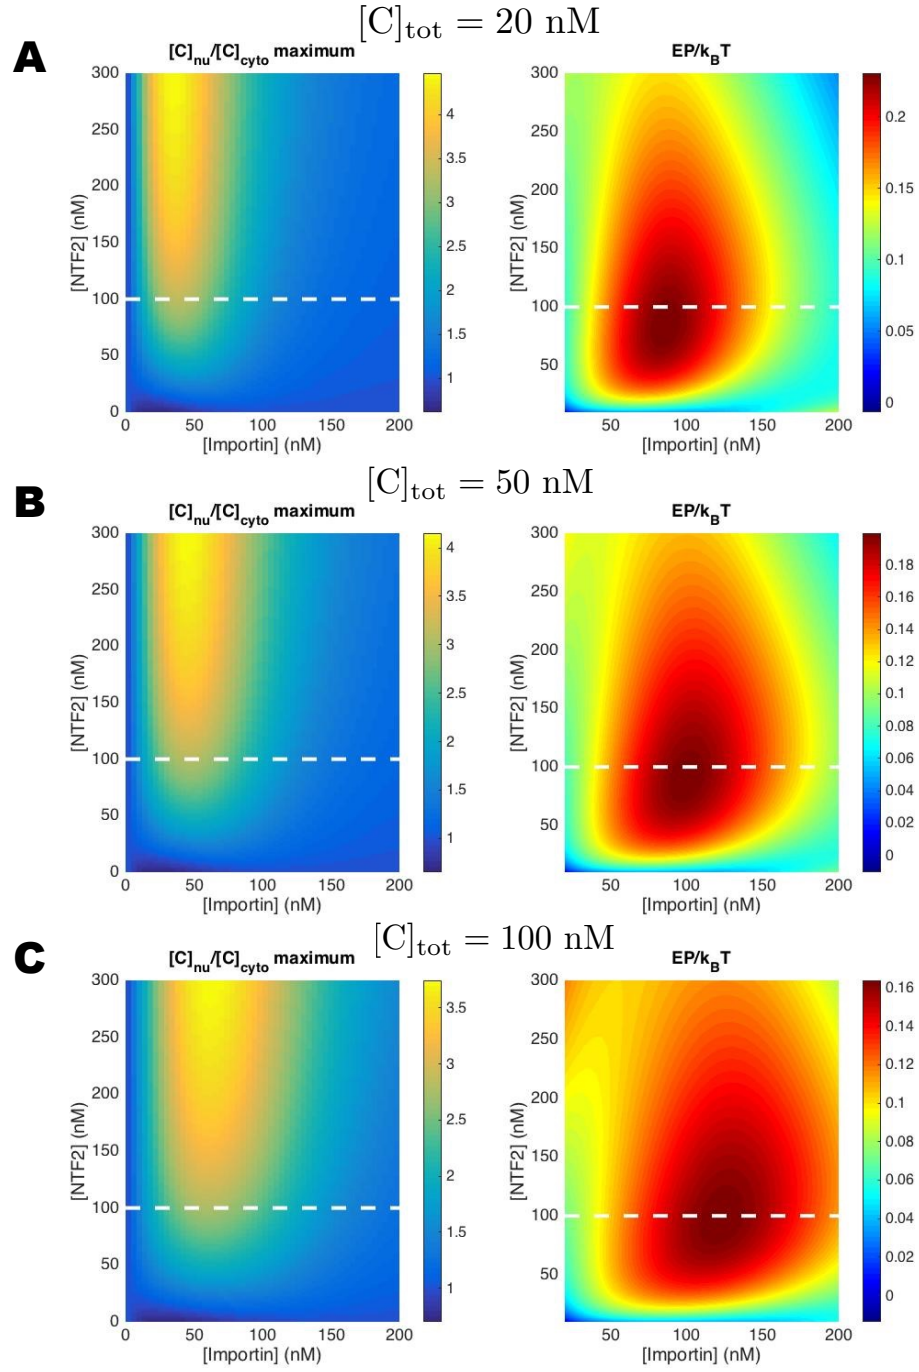 [C]tot = 20 nM
A
[C]nu/[C]cyto maximum
EP/kBT
300
250
200
150
100
50
0
[NTF2] (nM)
0 50 100 150 200
[Importin] (nM)
4
3.5
3
2.5
2
1.5
1
300
250
200
150
100
50
[NTF2] (nM)
50 100 150 200
[Importin] (nM)
0.2
0.15
0.1
0.05
0
[C]tot = 50 nM
B
[C]nu/[C]cyto maximum
EP/kBT
300
250
200
150
100
50
0
[NTF2] (nM)
0 50 100 150 200
[Importin] (nM)
4
3.5
3
2.5
2
1.5
1
300
250
200
150
100
50
[NTF2] (nM)
50 100 150 200
[Importin] (nM)
0.18
0.16
0.14
0.12
0.1
0.08
0.06
0.04
0.02
0
[C]tot = 100 nM
C
[C]nu/[C]cyto maximum
EP/kBT
300
250
200
150
100
50
0
[NTF2] (nM)
0 50 100 150 200
[Importin] (nM)
3.5
3
2.5
2
1.5
1
300
250
200
150
100
50
[NTF2] (nM)
50 100 150 200
[Importin] (nM)
0.16
0.14
0.12
0.1
0.08
0.06
0.04
0.02
0